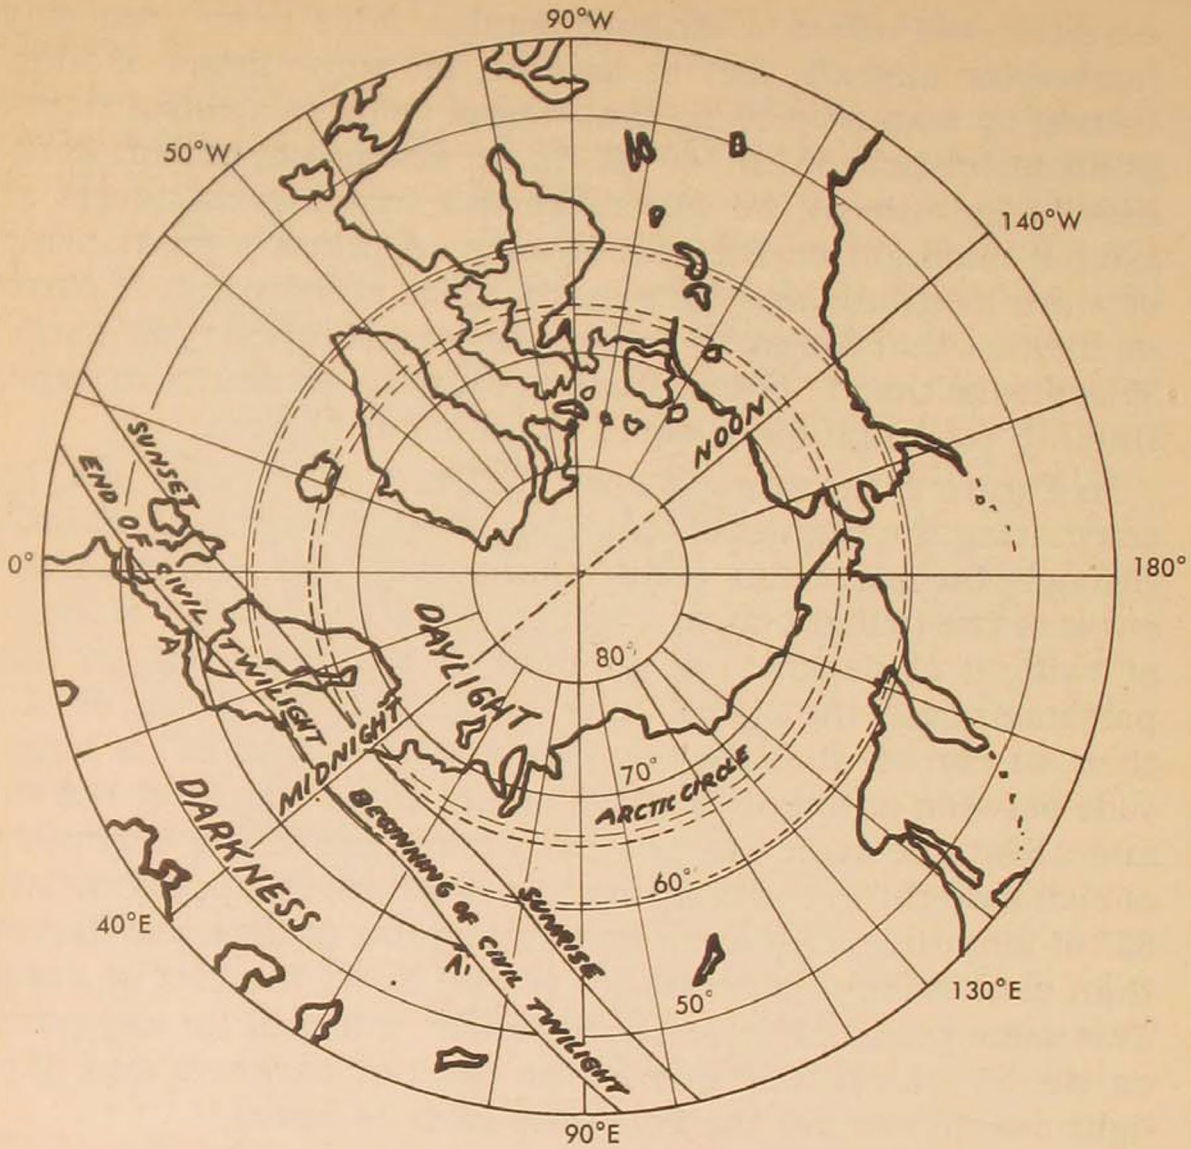 90°W
50°W
140°W
NOON
SUNSET
END OF CIVIL TWILIGHT
0°
180°
A
DAYLIGHT
80°
MIDNIGHT
70°
ARCTIC CIRCLE
DARKNESS
BEGINNING OF CIVIL TWILIGHT
60°
SUNRISE
40°E
A'
50°
130°E
90°E